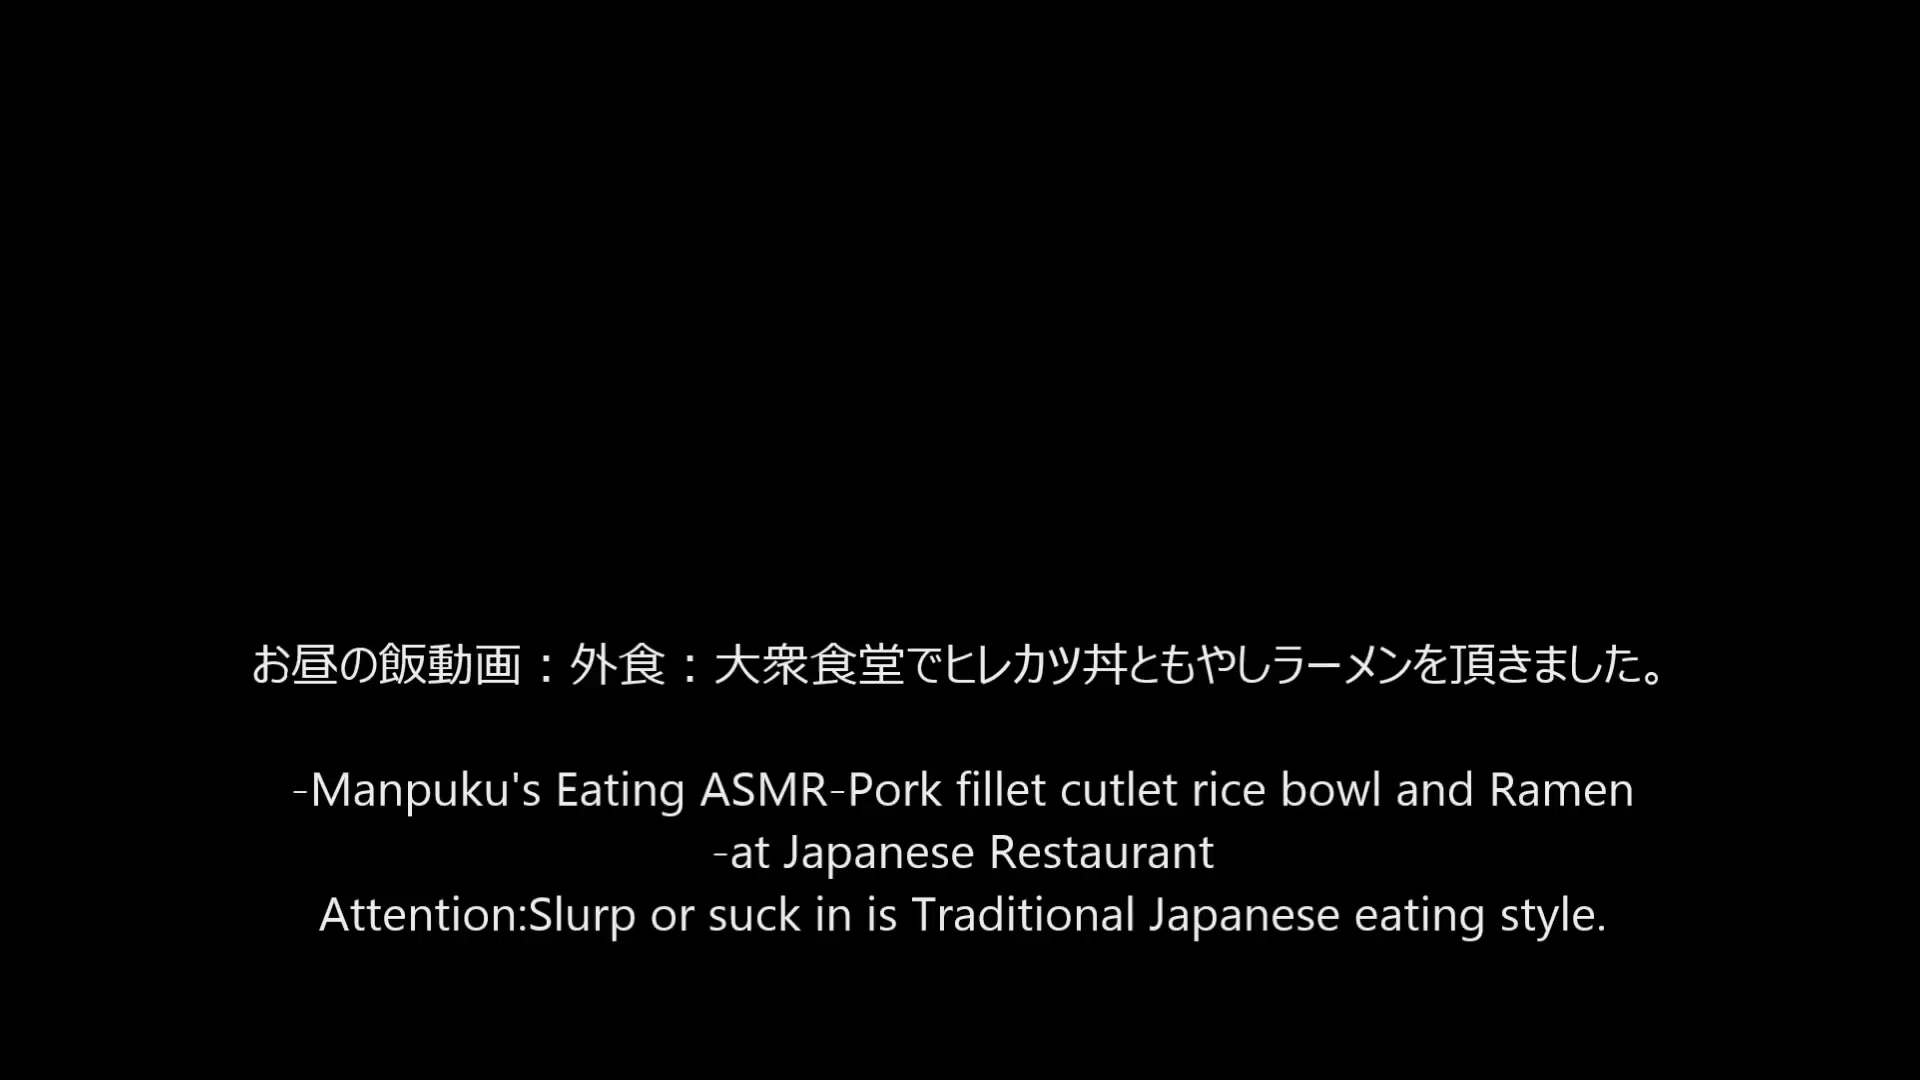 お昼の飯動画：外食：大衆食堂でヒレカツ丼ともやしラーメンを頂きました。
-Manpuku's Eating ASMR-Pork fillet cutlet rice bowl and Ramen
-at Japanese Restaurant
Attention:Slurp or suck in is Traditional Japanese eating style.